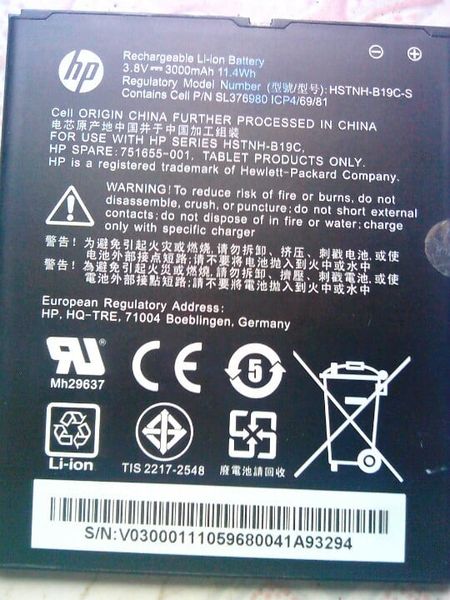 hp
Rechargeable Li-ion Battery
3.8V ⎓ 3000mAh 11.4Wh
Regulatory Model Number (型號/型号): HSTNH-B19C-S
Contains Cell P/N SL376980 ICP4/69/81
Cell ORIGIN CHINA FURTHER PROCESSED IN CHINA
电芯原产地中国并于中国加工组装
FOR USE WITH HP SERIES HSTNH-B19C.
HP SPARE: 751655-001. TABLET PRODUCTS ONLY.
HP is a registered trademark of Hewlett-Packard Company.
WARNING! To reduce risk of fire or burns, do not
disassemble, crush, or puncture; do not short external
contacts; do not dispose of in fire or water; charge
only with specific charger
警告! 为避免引起火灾或燃烧, 请勿拆卸、挤压、刺戳电池, 或使
电池外部接点短路; 请不要将电池抛入到火中或水中
警告! 為避免引起火災或燃燒, 請勿拆卸、擠壓、刺戳電池, 或使
電池外部接點短路; 請不要將電池拋入到火中或水中
European Regulatory Address:
HP, HQ-TRE, 71004 Boeblingen, Germany
Mh29637
CE
5
Li-ion
TIS 2217-2548
廢電池請回收
S/N: V03000111059680041A93294